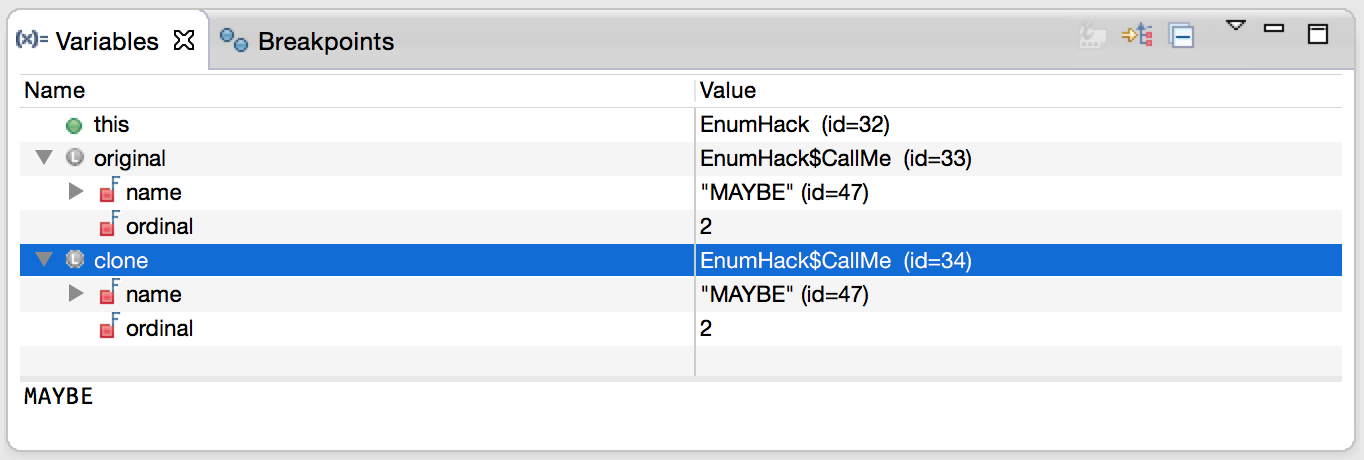 (x)= Variables Breakpoints
Name Value
this EnumHack (id=32)
L original EnumHack$CallMe (id=33)
F name "MAYBE" (id=47)
F ordinal 2
L clone EnumHack$CallMe (id=34)
F name "MAYBE" (id=47)
F ordinal 2
MAYBE